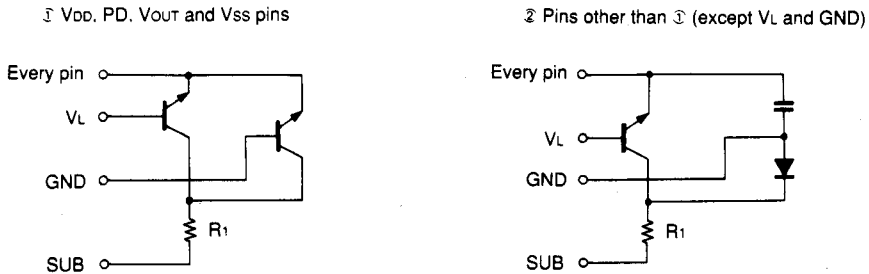 ① VDD, PD, VOUT and VSS pins
Every pin
VL
GND
R1
SUB
② Pins other than ① (except VL and GND)
Every pin
VL
GND
R1
SUB